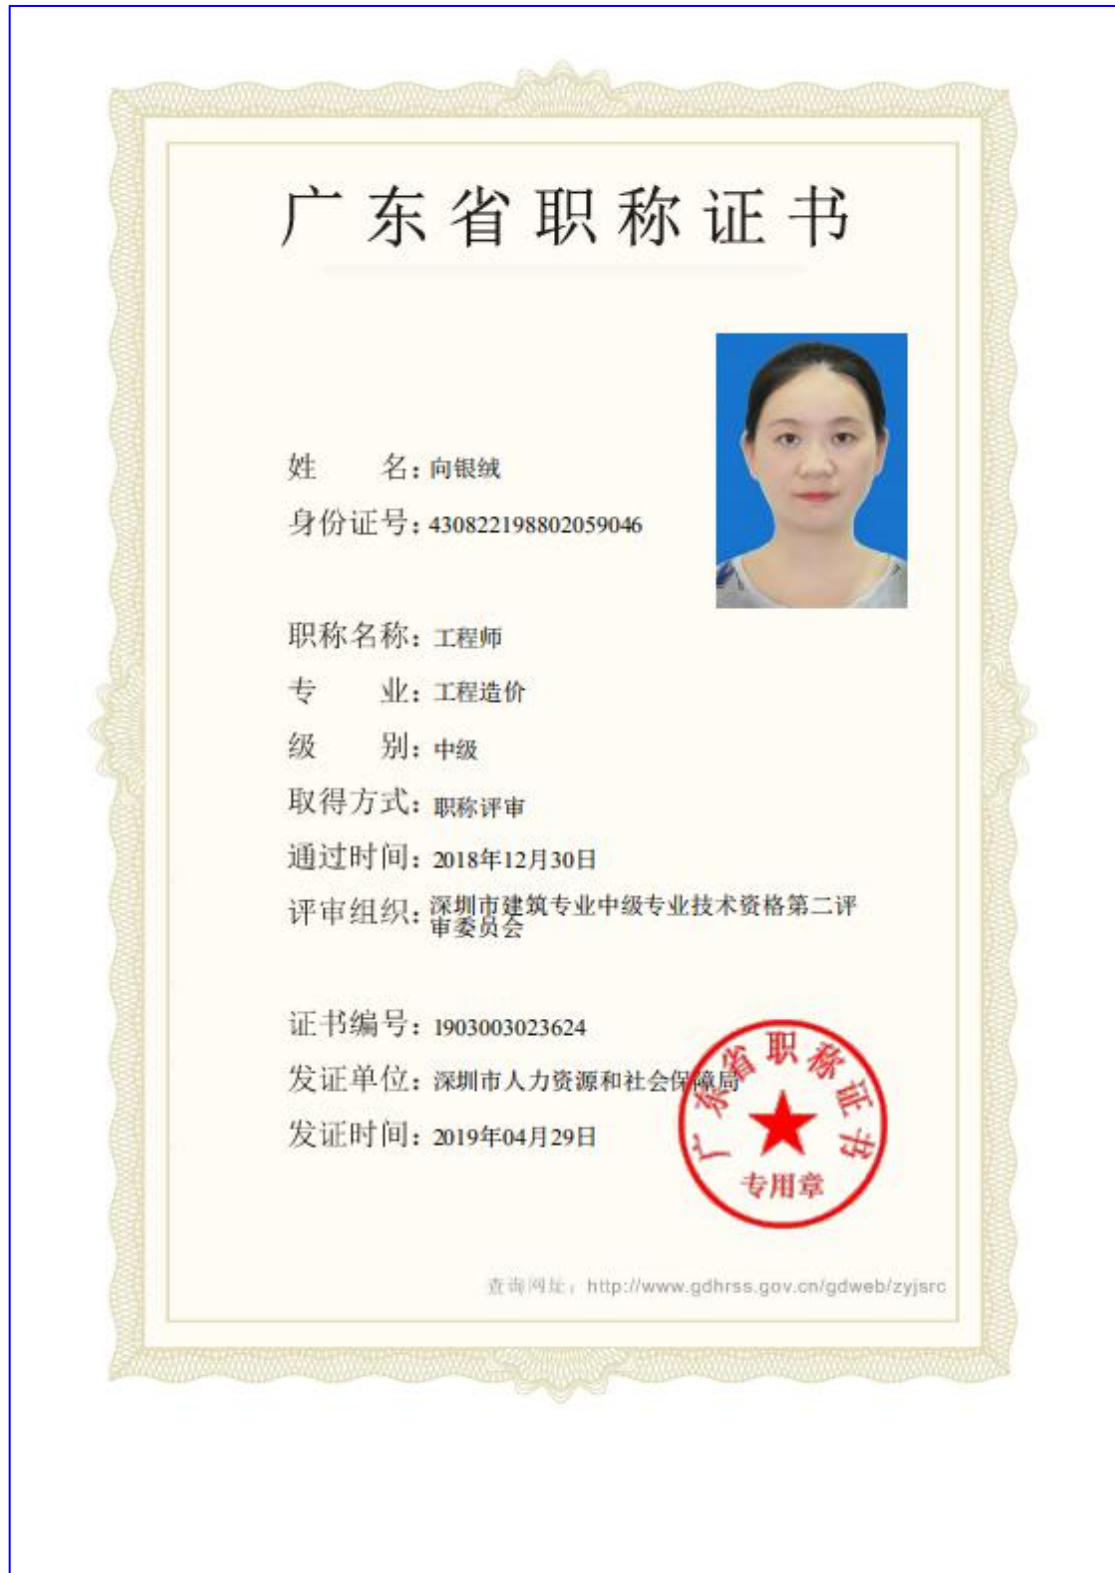 广东省职称证书
姓 名：向银绒
身份证号：430822198802059046
职称名称：工程师
专 业：工程造价
级 别：中级
取得方式：职称评审
通过时间：2018年12月30日
评审组织：深圳市建筑专业中级专业技术资格第二评
审委员会
证书编号：1903003023624
发证单位：深圳市人力资源和社会保障局
发证时间：2019年04月29日
广东省职称证书
专用章
查询网址：http://www.gdhrss.gov.cn/gdweb/zyjsrc